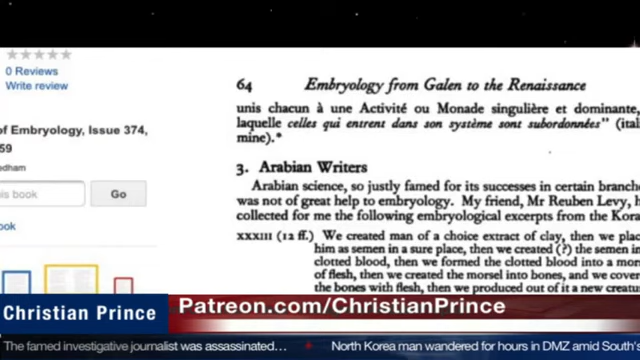 0 Reviews
Write review
of Embryology, Issue 374,
59
edham
his book
Go
ook
64 Embryology from Galen to the Renaissance
unis chacun à une Activité ou Monade singulière et dominante,
laquelle celles qui entrent dans son système sont subordonnées" (itali
mine).*
3. Arabian Writers
Arabian science, so justly famed for its successes in certain branche
was not of great help to embryology. My friend, Mr Reuben Levy, h
collected for me the following embryological excerpts from the Kora
XXXIII (12 ff.) We created man of a choice extract of clay, then we plac
him as semen in a sure place, then we created (?) the semen in
clotted blood, then we formed the clotted blood into a mors
of flesh, then we created the morsel into bones, and we cover
the bones with flesh, then we produced out of it a new creatur
Christian Prince
Patreon.com/ChristianPrince
The famed investigative journalist was assassinated...
North Korea man wandered for hours in DMZ amid South's